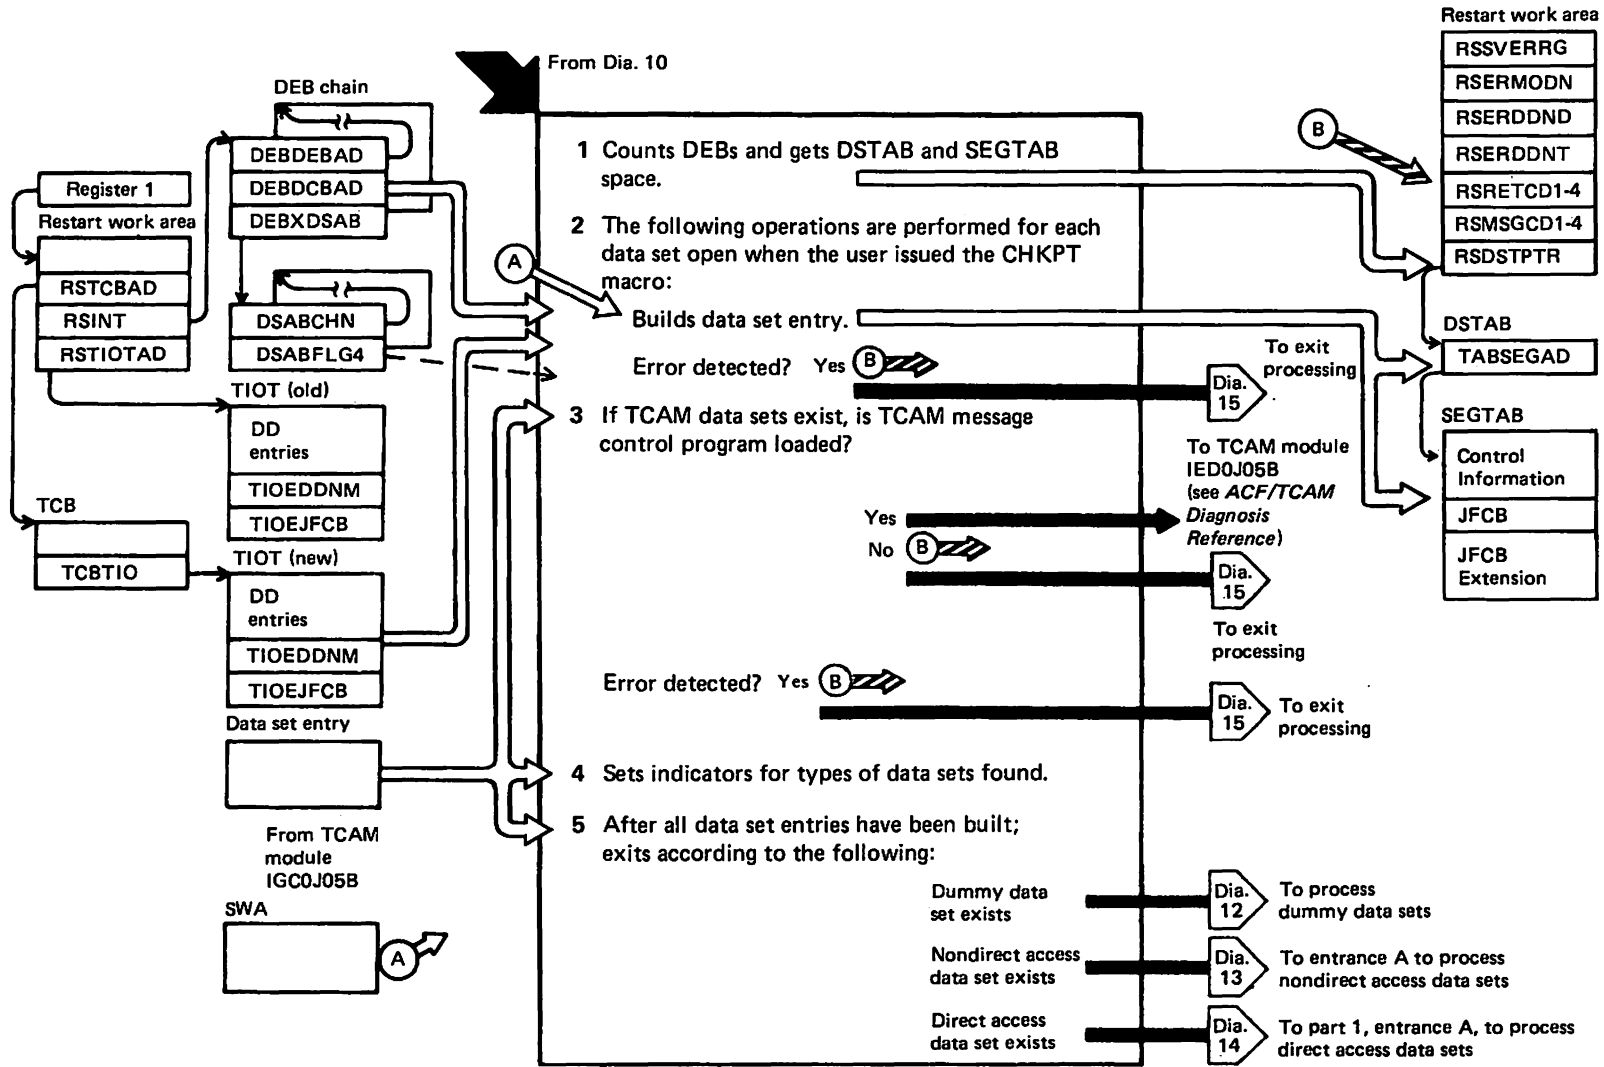 From Dia. 10
DEB chain
DEBDEBAD
DEBDCBAD
DEBXDSAB
Register 1
Restart work area
RSTCBAD
RSINT
RSTIOTAD
DSABCHN
DSABFLG4
TIOT (old)
DD
entries
TIOEDDNM
TIOEJFCB
TCB
TCBTIO
TIOT (new)
DD
entries
TIOEDDNM
TIOEJFCB
Data set entry
From TCAM
module
IGC0J05B
SWA
A
A
1 Counts DEBs and gets DSTAB and SEGTAB
space.
2 The following operations are performed for each
data set open when the user issued the CHKPT
macro:
Builds data set entry.
Error detected? Yes B
Dia.
15
To exit
processing
3 If TCAM data sets exist, is TCAM message
control program loaded?
Yes
To TCAM module
IED0J05B
(see ACF/TCAM
Diagnosis
Reference)
No B
Dia.
15
To exit
processing
Error detected? Yes B
Dia.
15
To exit
processing
4 Sets indicators for types of data sets found.
5 After all data set entries have been built;
exits according to the following:
Dummy data
set exists
Dia.
12
To process
dummy data sets
Nondirect access
data set exists
Dia.
13
To entrance A to process
nondirect access data sets
Direct access
data set exists
Dia.
14
To part 1, entrance A, to process
direct access data sets
Restart work area
B
RSSVERRG
RSERMODN
RSERDDND
RSERDDNT
RSRETCD1-4
RSMSGCD1-4
RSDSTPTR
DSTAB
TABSEGAD
SEGTAB
Control
Information
JFCB
JFCB
Extension